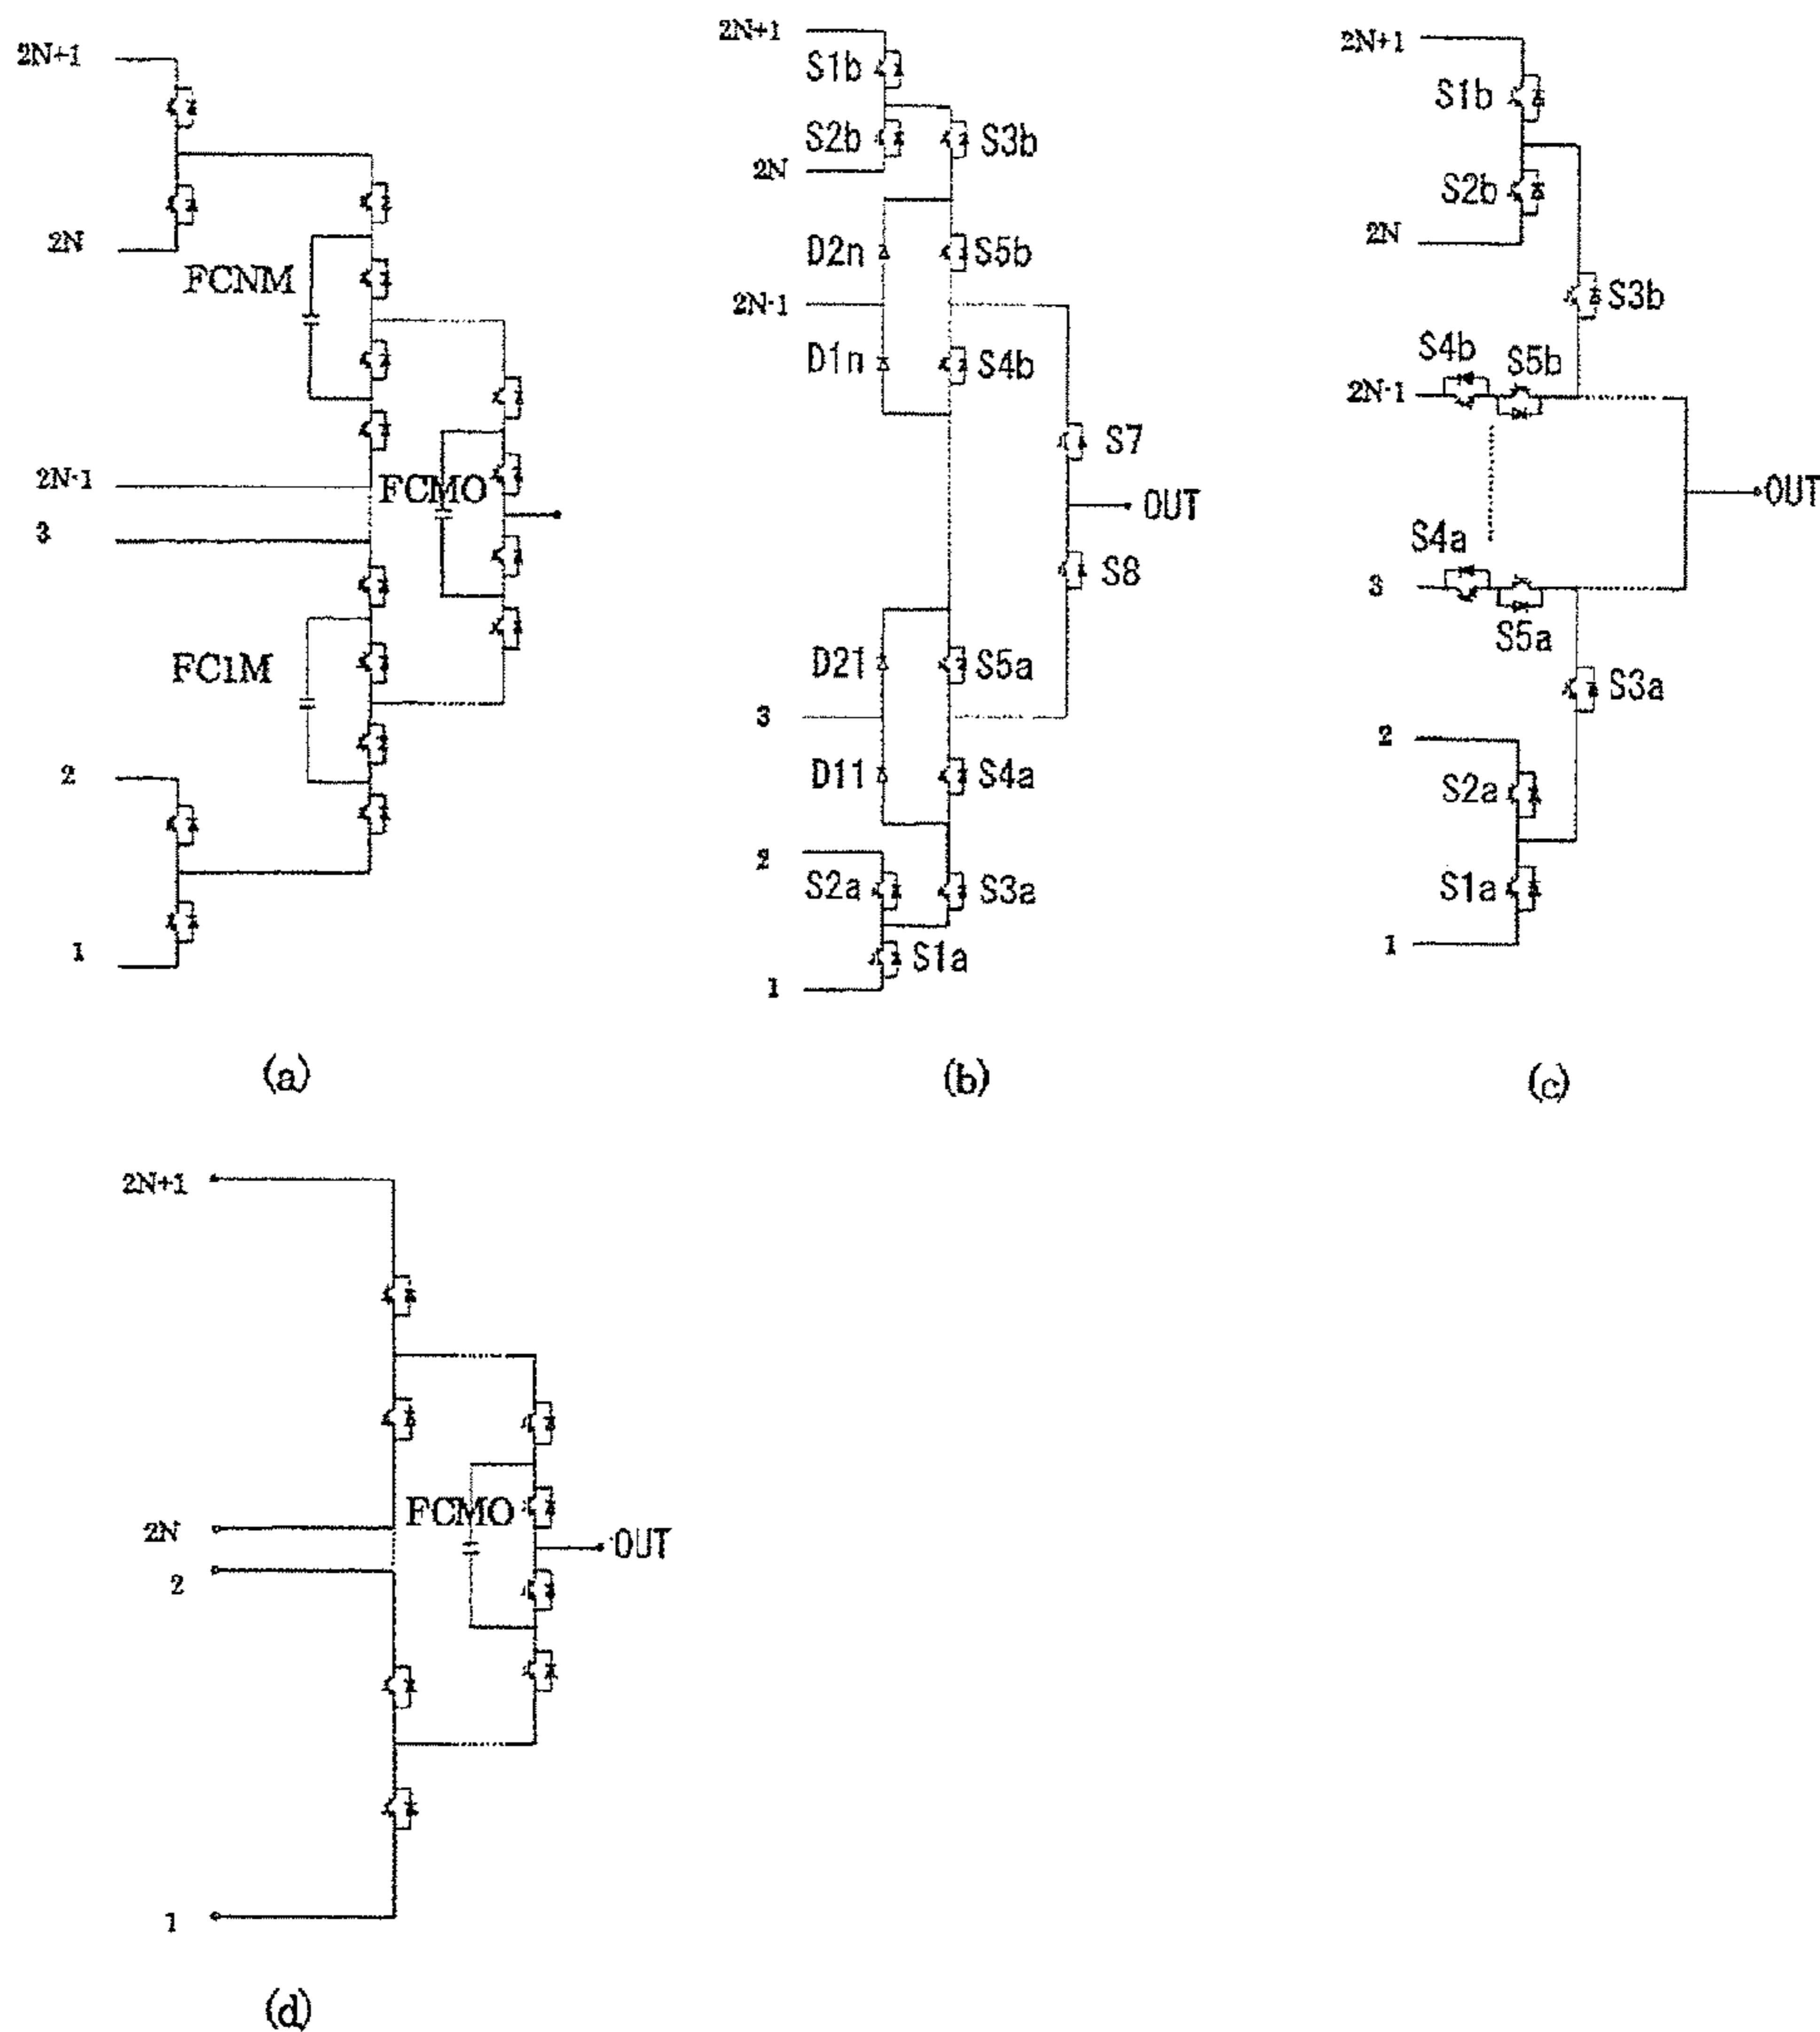 2N+1
2N
FCNM
2N-1
3
FCMO
FC1M
2
1
(a)
2N+1
S1b
S2b
S3b
2N
D2n
S5b
2N-1
D1n
S4b
S7
OUT
S8
D21
S5a
3
D11
S4a
2
S2a
S3a
S1a
1
(b)
2N+1
S1b
S2b
2N
S3b
S4b
S5b
2N-1
OUT
S4a
3
S5a
S3a
2
S2a
S1a
1
(c)
2N+1
FCMO
2N
OUT
2
1
(d)